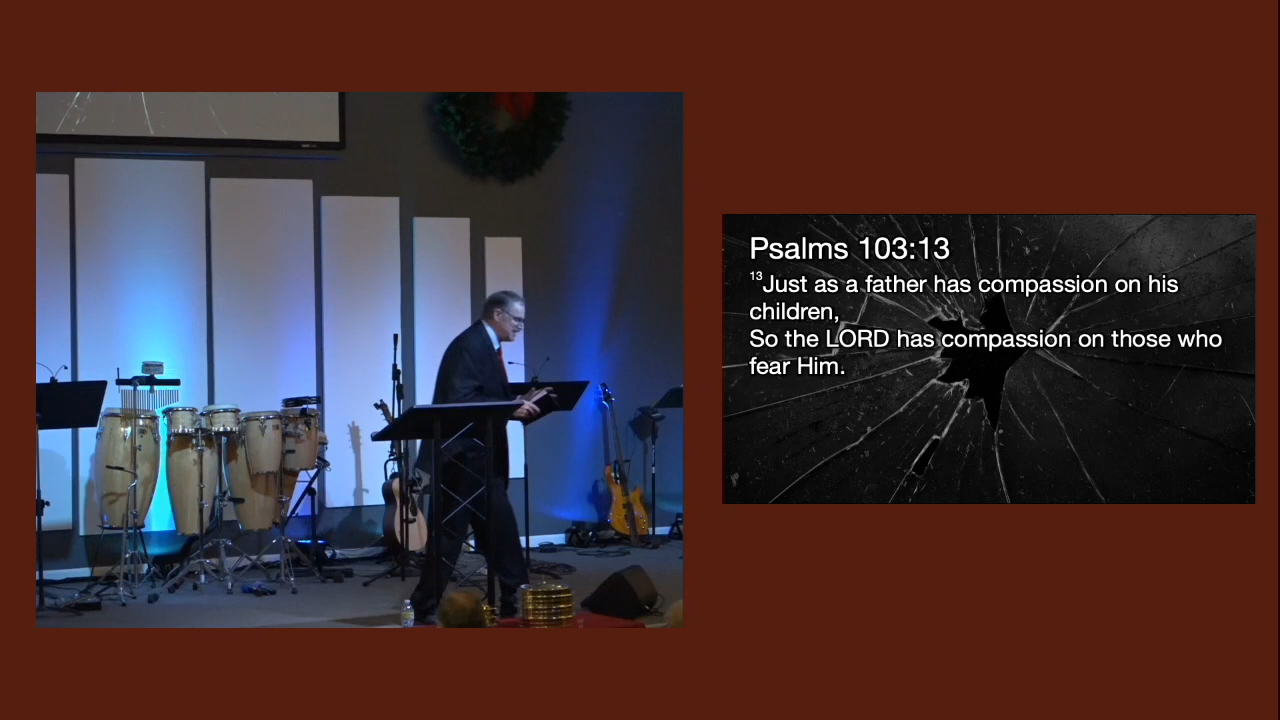 Psalms 103:13
13Just as a father has compassion on his
children,
So the LORD has compassion on those who
fear Him.